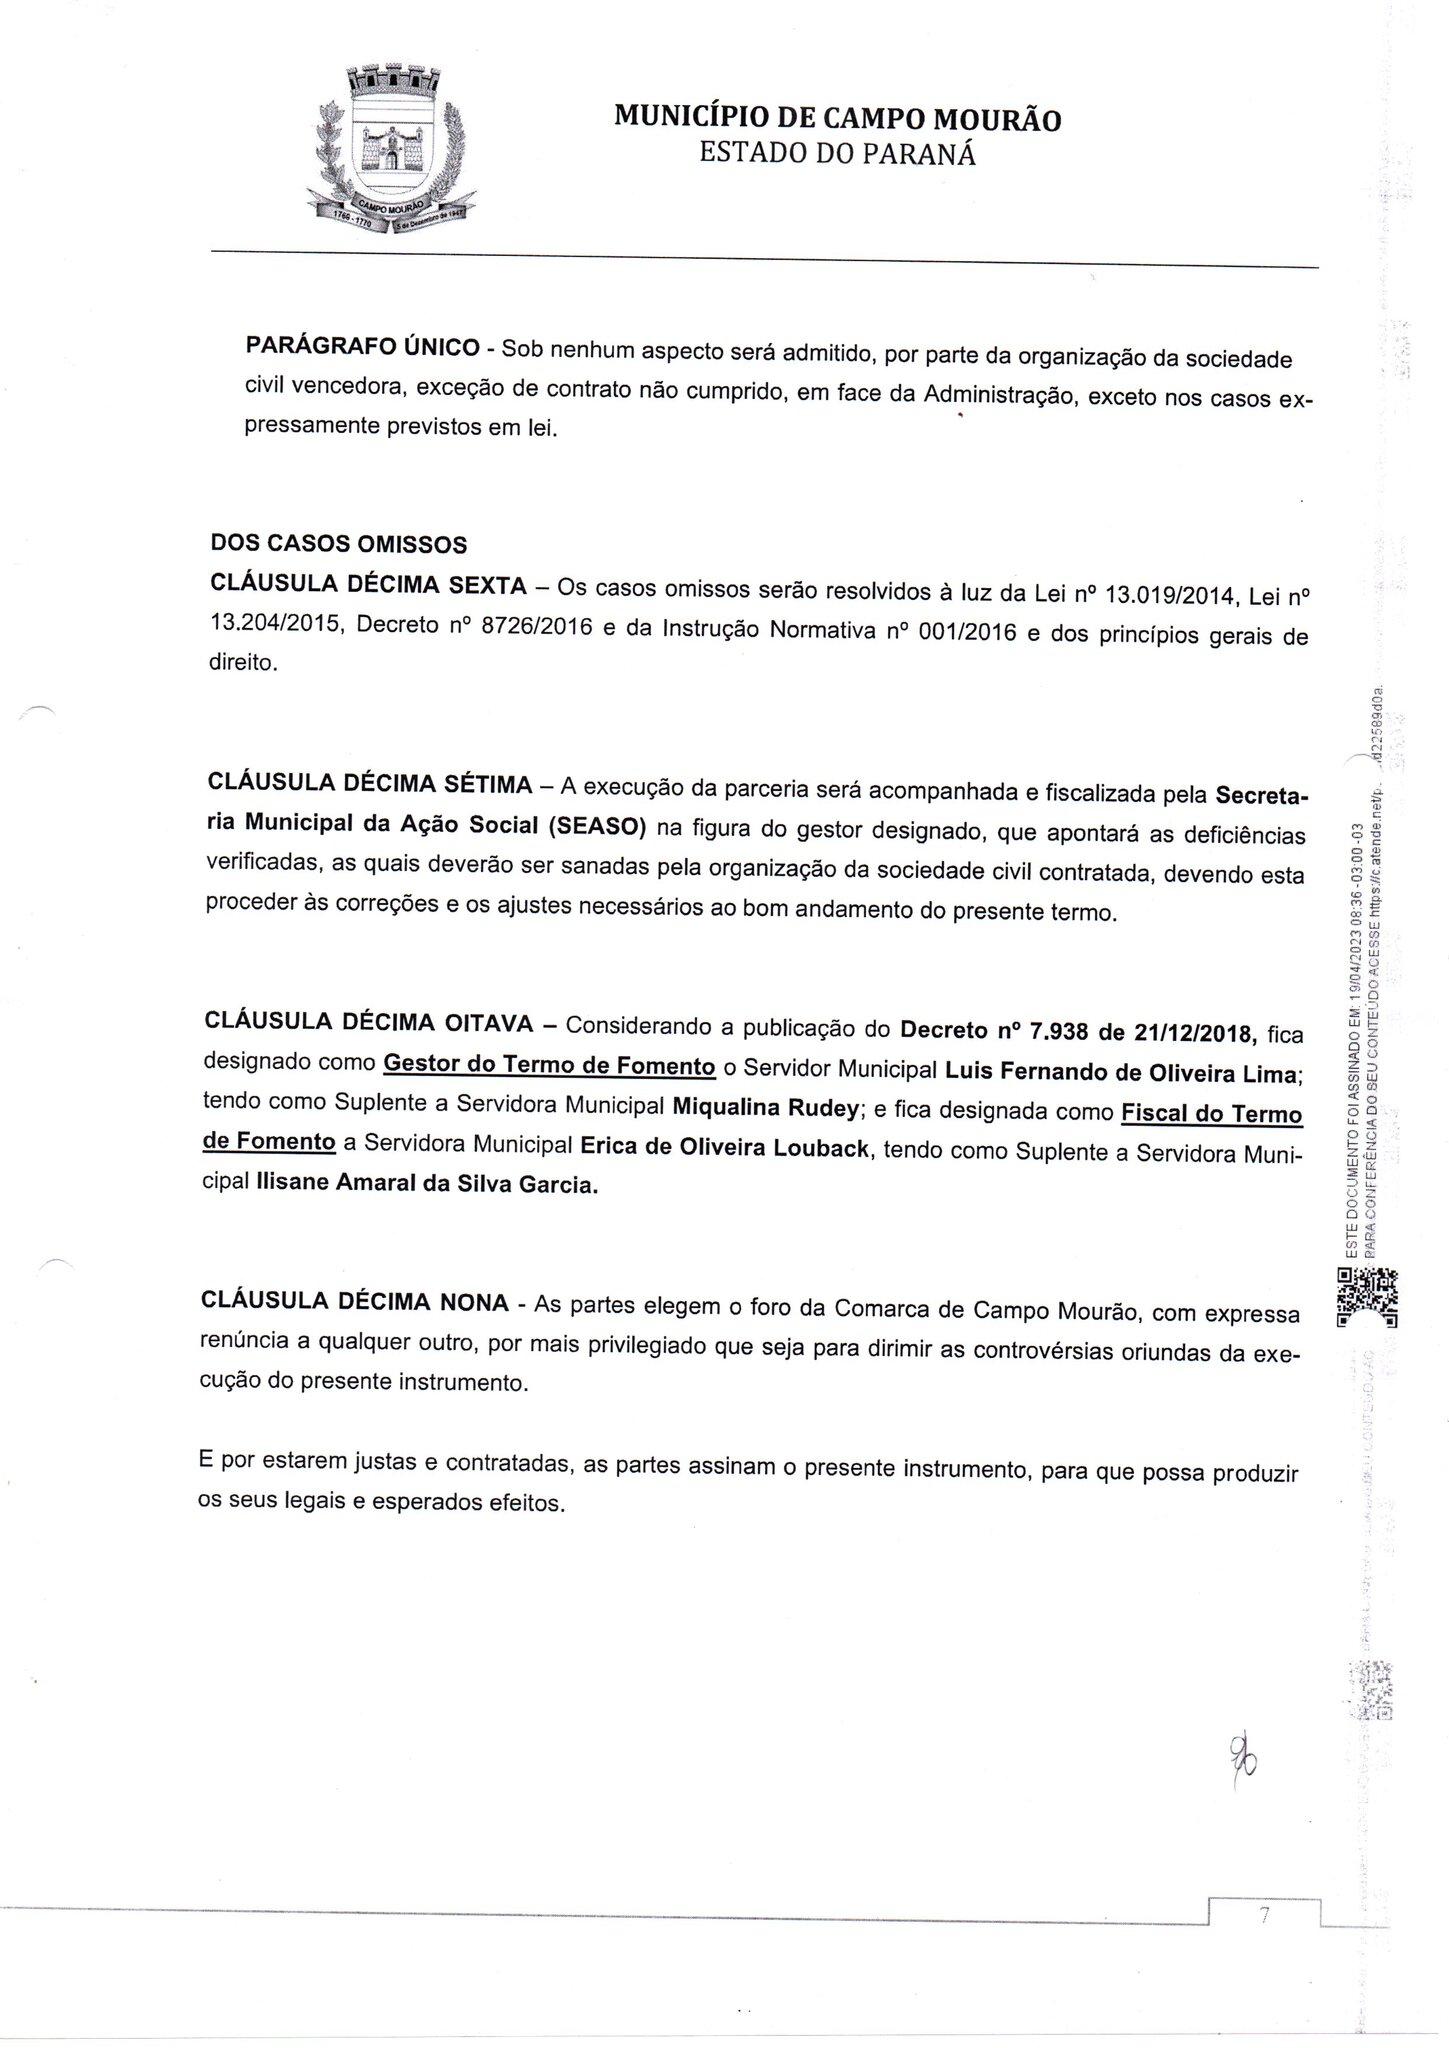 CAMPO MOURÃO
1769 - 1770
5 de Dezembro de 1947
MUNICÍPIO DE CAMPO MOURÃO
ESTADO DO PARANÁ
PARÁGRAFO ÚNICO - Sob nenhum aspecto será admitido, por parte da organização da sociedade
civil vencedora, exceção de contrato não cumprido, em face da Administração, exceto nos casos ex-
pressamente previstos em lei.
DOS CASOS OMISSOS
CLÁUSULA DÉCIMA SEXTA – Os casos omissos serão resolvidos à luz da Lei nº 13.019/2014, Lei nº
13.204/2015, Decreto nº 8726/2016 e da Instrução Normativa nº 001/2016 e dos princípios gerais de
direito.
CLÁUSULA DÉCIMA SÉTIMA – A execução da parceria será acompanhada e fiscalizada pela Secreta-
ria Municipal da Ação Social (SEASO) na figura do gestor designado, que apontará as deficiências
verificadas, as quais deverão ser sanadas pela organização da sociedade civil contratada, devendo esta
proceder às correções e os ajustes necessários ao bom andamento do presente termo.
CLÁUSULA DÉCIMA OITAVA – Considerando a publicação do Decreto nº 7.938 de 21/12/2018, fica
designado como Gestor do Termo de Fomento o Servidor Municipal Luis Fernando de Oliveira Lima;
tendo como Suplente a Servidora Municipal Miqualina Rudey; e fica designada como Fiscal do Termo
de Fomento a Servidora Municipal Erica de Oliveira Louback, tendo como Suplente a Servidora Muni-
cipal Ilisane Amaral da Silva Garcia.
CLÁUSULA DÉCIMA NONA - As partes elegem o foro da Comarca de Campo Mourão, com expressa
renúncia a qualquer outro, por mais privilegiado que seja para dirimir as controvérsias oriundas da exe-
cução do presente instrumento.
E por estarem justas e contratadas, as partes assinam o presente instrumento, para que possa produzir
os seus legais e esperados efeitos.
7
ESTE DOCUMENTO FOI ASSINADO EM: 19/04/2023 08:36 -03:00 -03
PARA CONFERÊNCIA DO SEU CONTEÚDO ACESSE https://c.atende.net/p
d22589d0a.